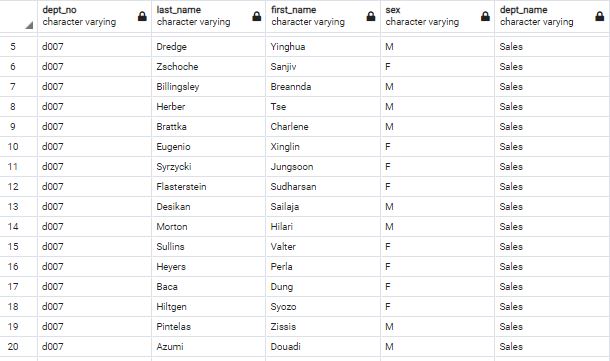 dept_no last_name first_name sex dept_name
character varying character varying character varying character varying character varying
5 d007 Dredge Yinghua M Sales
6 d007 Zschoche Sanjiv F Sales
7 d007 Billingsley Breannda M Sales
8 d007 Herber Tse M Sales
9 d007 Brattka Charlene M Sales
10 d007 Eugenio Xinglin F Sales
11 d007 Syrzycki Jungsoon F Sales
12 d007 Flasterstein Sudharsan F Sales
13 d007 Desikan Sailaja M Sales
14 d007 Morton Hilari M Sales
15 d007 Sullins Valter F Sales
16 d007 Heyers Perla F Sales
17 d007 Baca Dung F Sales
18 d007 Hiltgen Syozo F Sales
19 d007 Pintelas Zissis M Sales
20 d007 Azumi Douadi M Sales